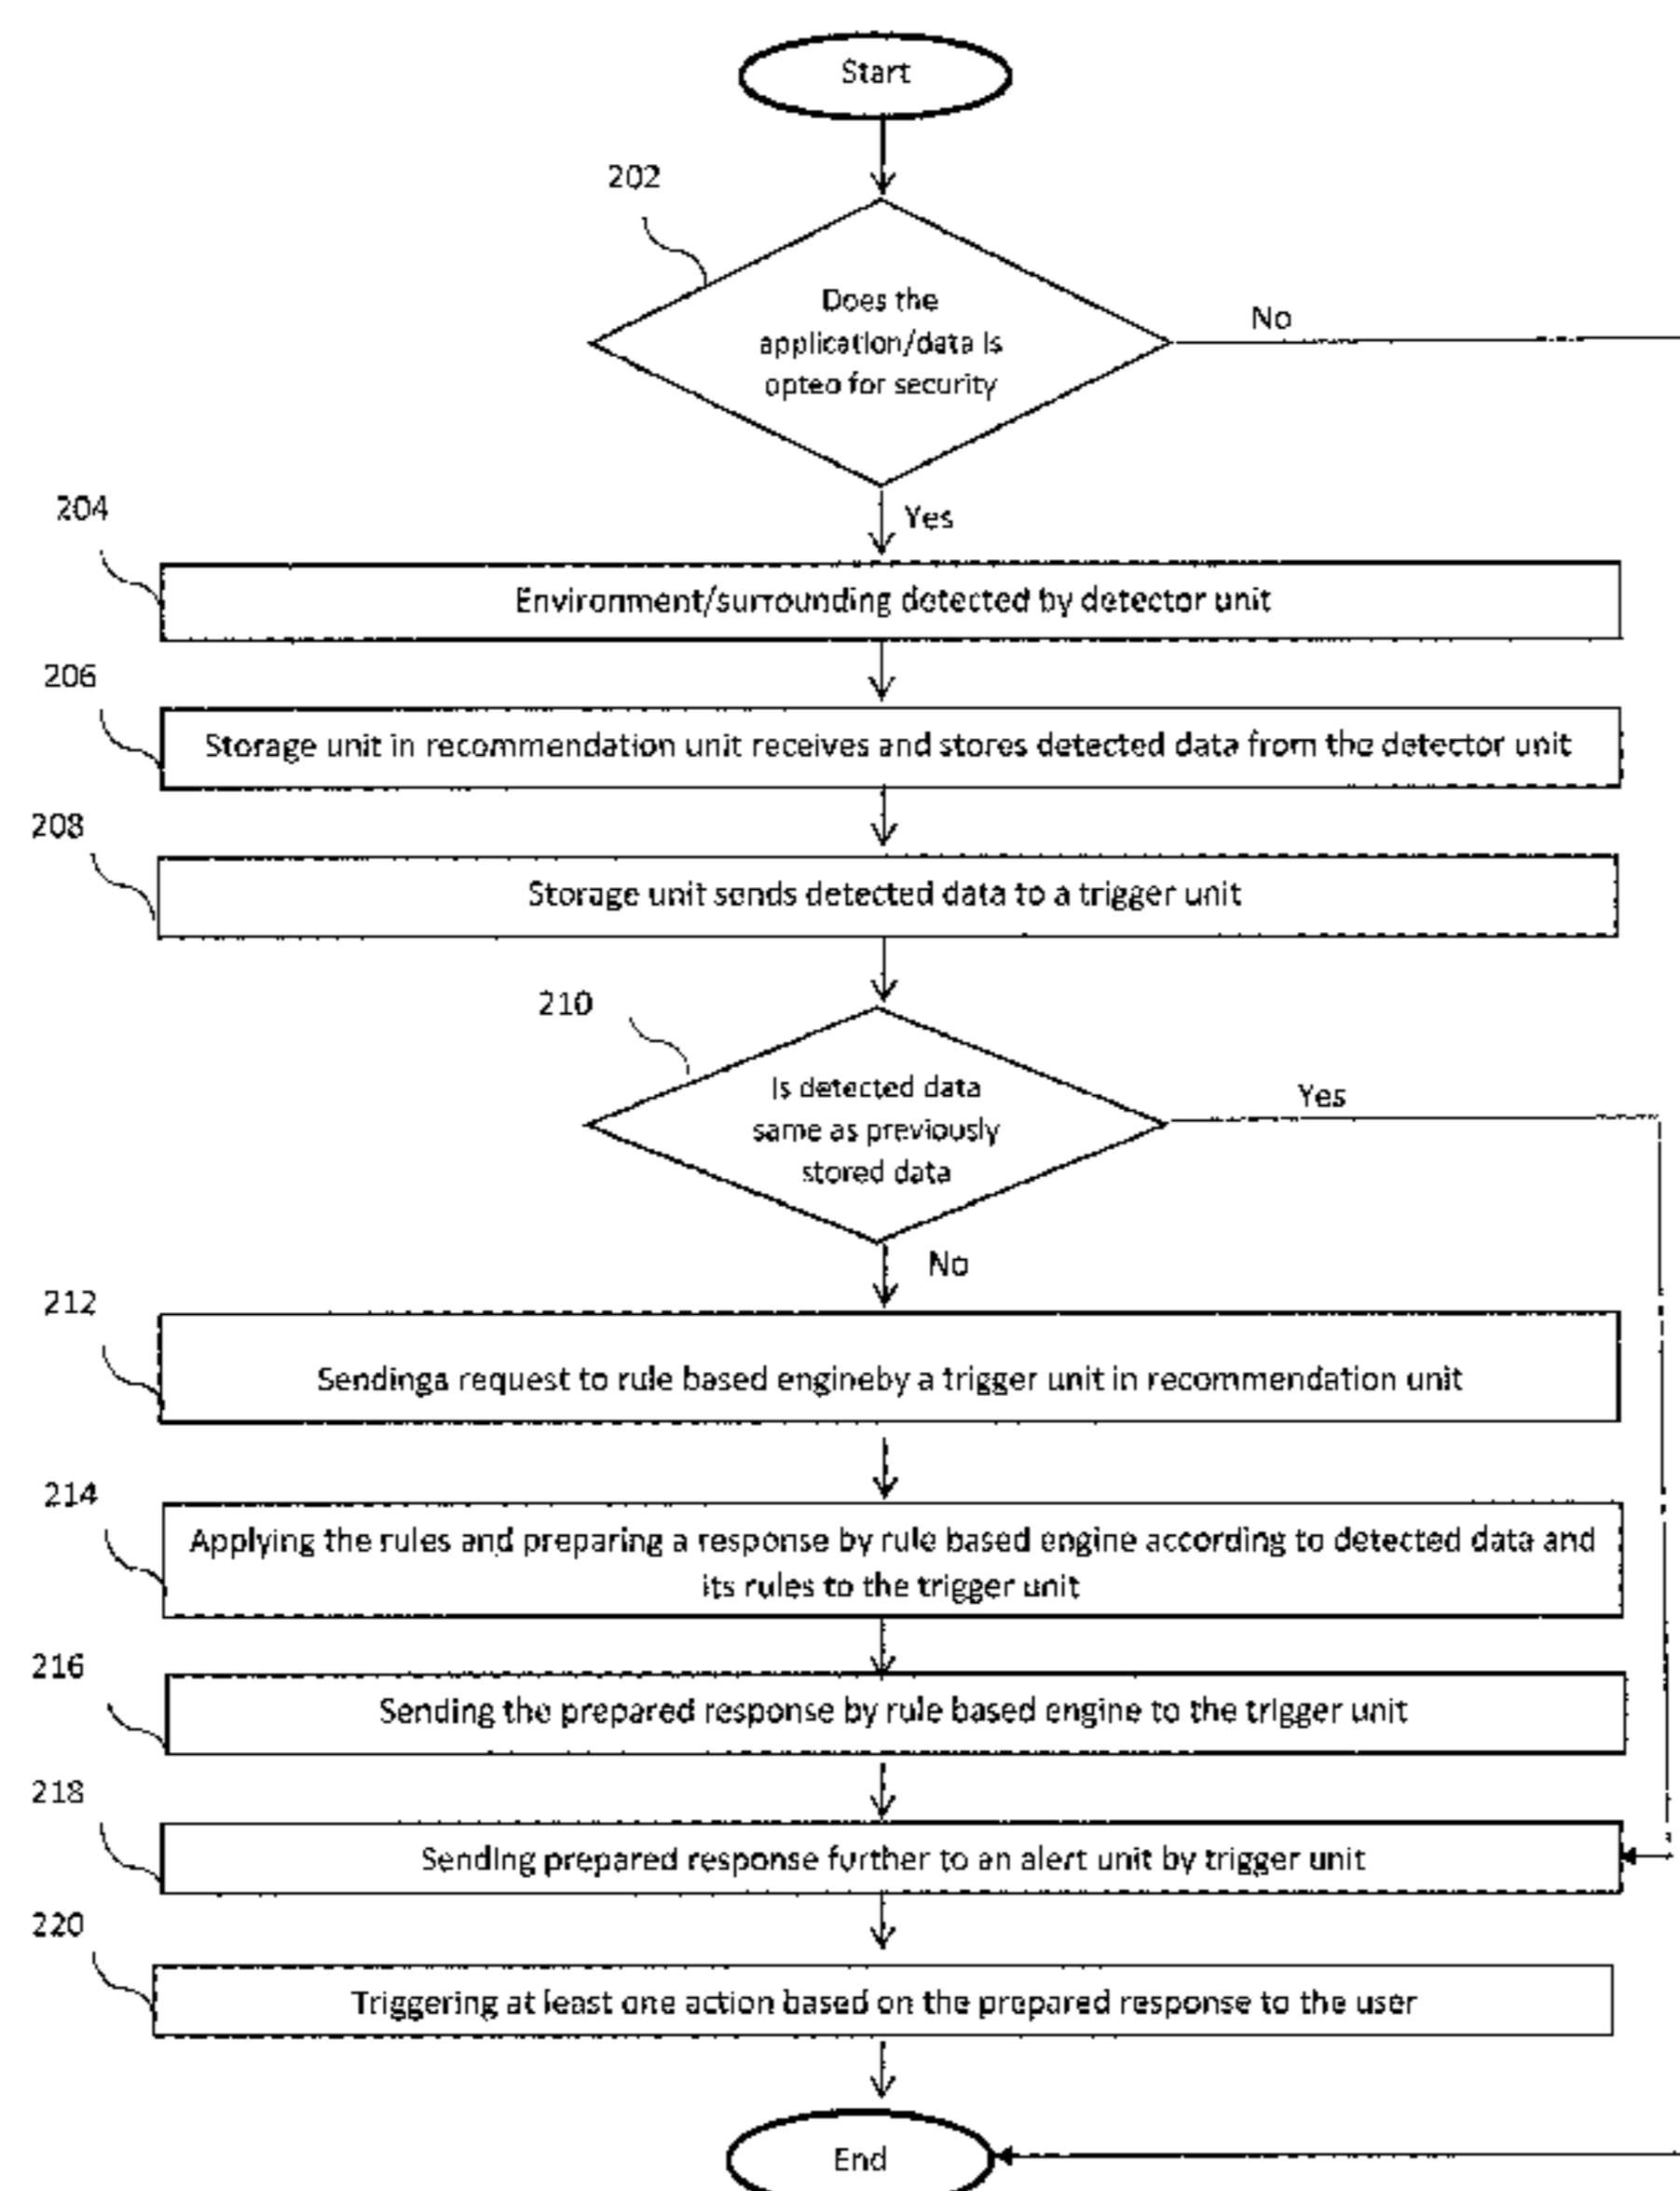 Start
202
Does the
application/data is
opteo for security
No
Yes
204
Environment/surrounding detected by detector unit
206
Storage unit in recommendation unit receives and stores detected data from the detector unit
208
Storage unit sends detected data to a trigger unit
210
Is detected data
same as previously
stored data
Yes
No
212
Sendinga request to rule based engineby a trigger unit in recommendation unit
214
Applying the rules and preparing a response by rule based engine according to detected data and
its rules to the trigger unit
216
Sending the prepared response by rule based engine to the trigger unit
218
Sending prepared response further to an alert unit by trigger unit
220
Triggering at least one action based on the prepared response to the user
End